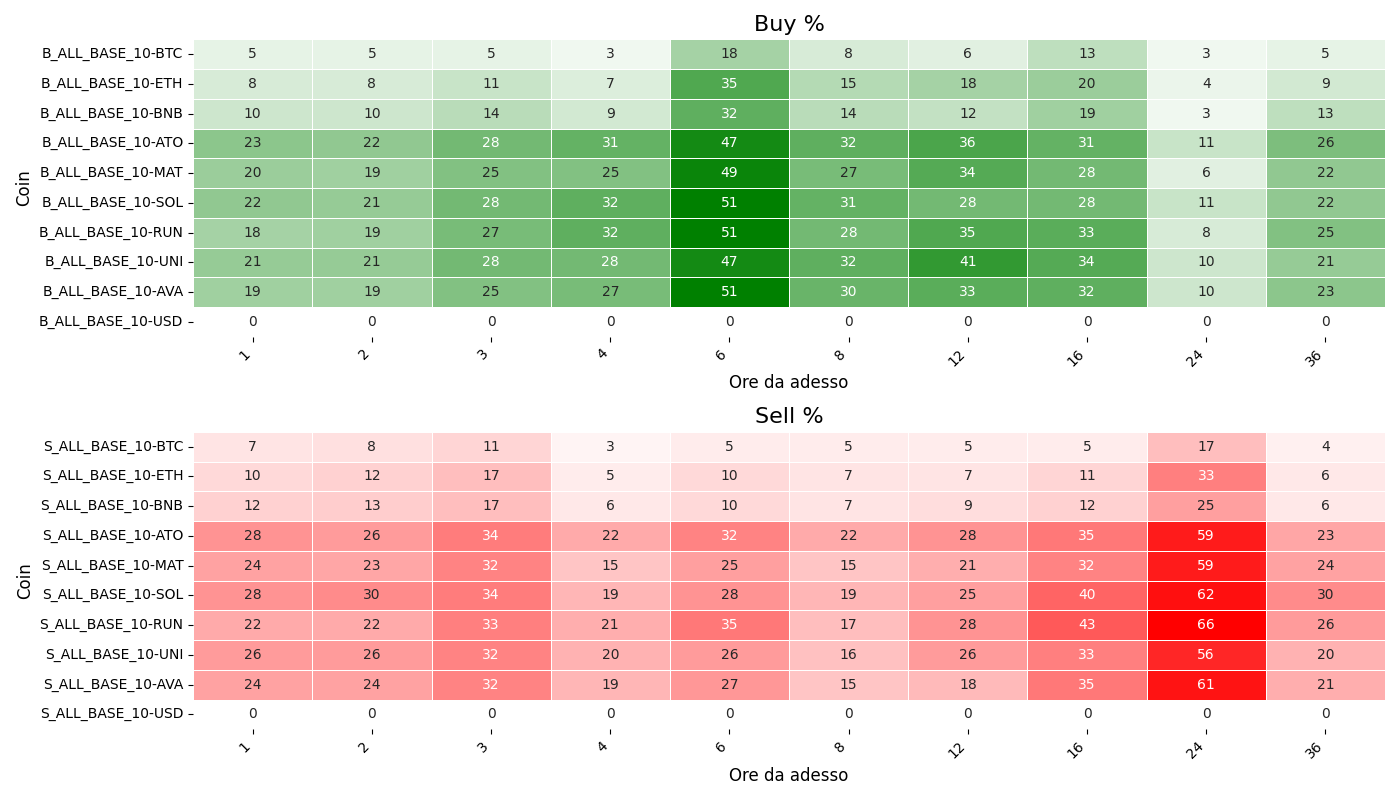 Buy %
Coin
B_ALL_BASE_10-BTC 5 5 5 3 18 8 6 13 3 5
B_ALL_BASE_10-ETH 8 8 11 7 35 15 18 20 4 9
B_ALL_BASE_10-BNB 10 10 14 9 32 14 12 19 3 13
B_ALL_BASE_10-ATO 23 22 28 31 47 32 36 31 11 26
B_ALL_BASE_10-MAT 20 19 25 25 49 27 34 28 6 22
B_ALL_BASE_10-SOL 22 21 28 32 51 31 28 28 11 22
B_ALL_BASE_10-RUN 18 19 27 32 51 28 35 33 8 25
B_ALL_BASE_10-UNI 21 21 28 28 47 32 41 34 10 21
B_ALL_BASE_10-AVA 19 19 25 27 51 30 33 32 10 23
B_ALL_BASE_10-USD 0 0 0 0 0 0 0 0 0 0
1 2 3 4 6 8 12 16 24 36
Ore da adesso
Sell %
Coin
S_ALL_BASE_10-BTC 7 8 11 3 5 5 5 5 17 4
S_ALL_BASE_10-ETH 10 12 17 5 10 7 7 11 33 6
S_ALL_BASE_10-BNB 12 13 17 6 10 7 9 12 25 6
S_ALL_BASE_10-ATO 28 26 34 22 32 22 28 35 59 23
S_ALL_BASE_10-MAT 24 23 32 15 25 15 21 32 59 24
S_ALL_BASE_10-SOL 28 30 34 19 28 19 25 40 62 30
S_ALL_BASE_10-RUN 22 22 33 21 35 17 28 43 66 26
S_ALL_BASE_10-UNI 26 26 32 20 26 16 26 33 56 20
S_ALL_BASE_10-AVA 24 24 32 19 27 15 18 35 61 21
S_ALL_BASE_10-USD 0 0 0 0 0 0 0 0 0 0
1 2 3 4 6 8 12 16 24 36
Ore da adesso